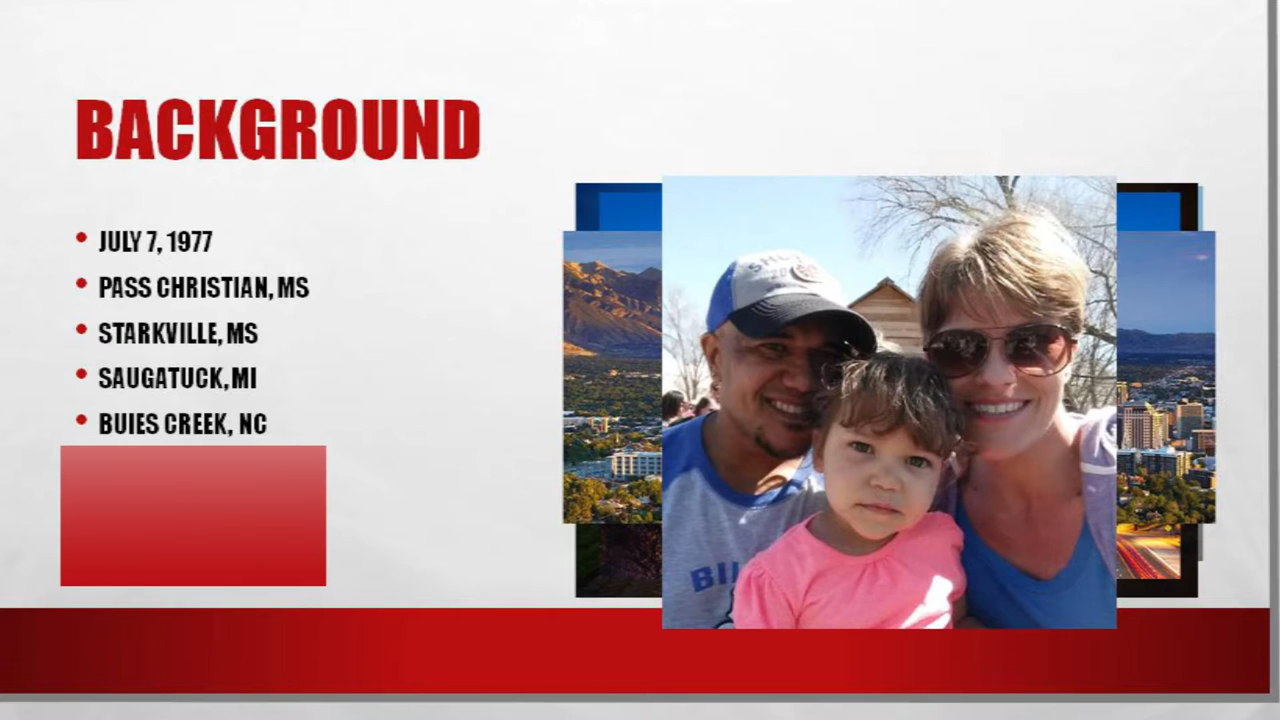 BACKGROUND
JULY 7, 1977
PASS CHRISTIAN, MS
STARKVILLE, MS
SAUGATUCK, MI
BUIES CREEK, NC